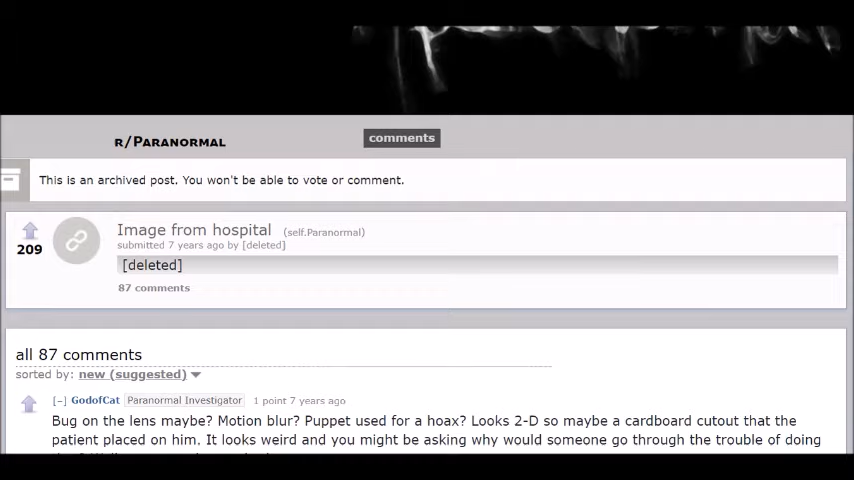 r/PARANORMAL
comments
This is an archived post. You won't be able to vote or comment.
209
Image from hospital (self.Paranormal)
submitted 7 years ago by [deleted]
[deleted]
87 comments
all 87 comments
sorted by: new (suggested)
[–] GodofCat Paranormal Investigator 1 point 7 years ago
Bug on the lens maybe? Motion blur? Puppet used for a hoax? Looks 2-D so maybe a cardboard cutout that the
patient placed on him. It looks weird and you might be asking why would someone go through the trouble of doing